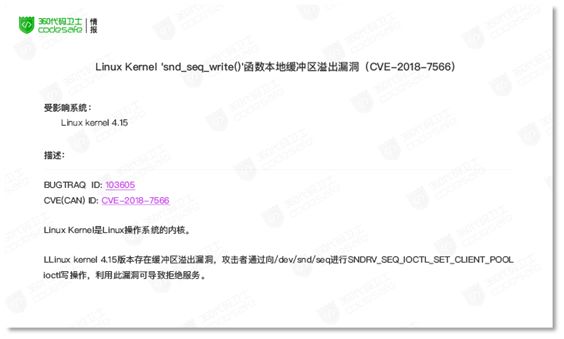 360代码卫士
codesafe
情报
Linux Kernel 'snd_seq_write()'函数本地缓冲区溢出漏洞（CVE-2018-7566）
受影响系统：
Linux kernel 4.15
描述：
BUGTRAQ ID: 103605
CVE(CAN) ID: CVE-2018-7566
Linux Kernel是Linux操作系统的内核。
LLinux kernel 4.15版本存在缓冲区溢出漏洞，攻击者通过向/dev/snd/seq进行SNDRV_SEQ_IOCTL_SET_CLIENT_POOL
ioctl写操作，利用此漏洞可导致拒绝服务。